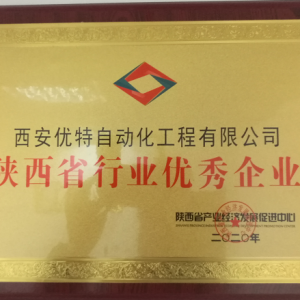 西安优特自动化工程有限公司
陕西省行业优秀企业
陕西省产业经济发展促进中心
二〇二〇年